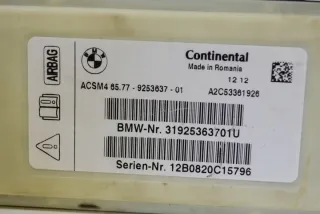 AIRBAG
BMW
Continental
Made in Romania
12 12
ACSM4 65.77 - 9253637 - 01
A2C53361926
BMW-Nr. 31925363701U
Serien-Nr. 12B0820C15796